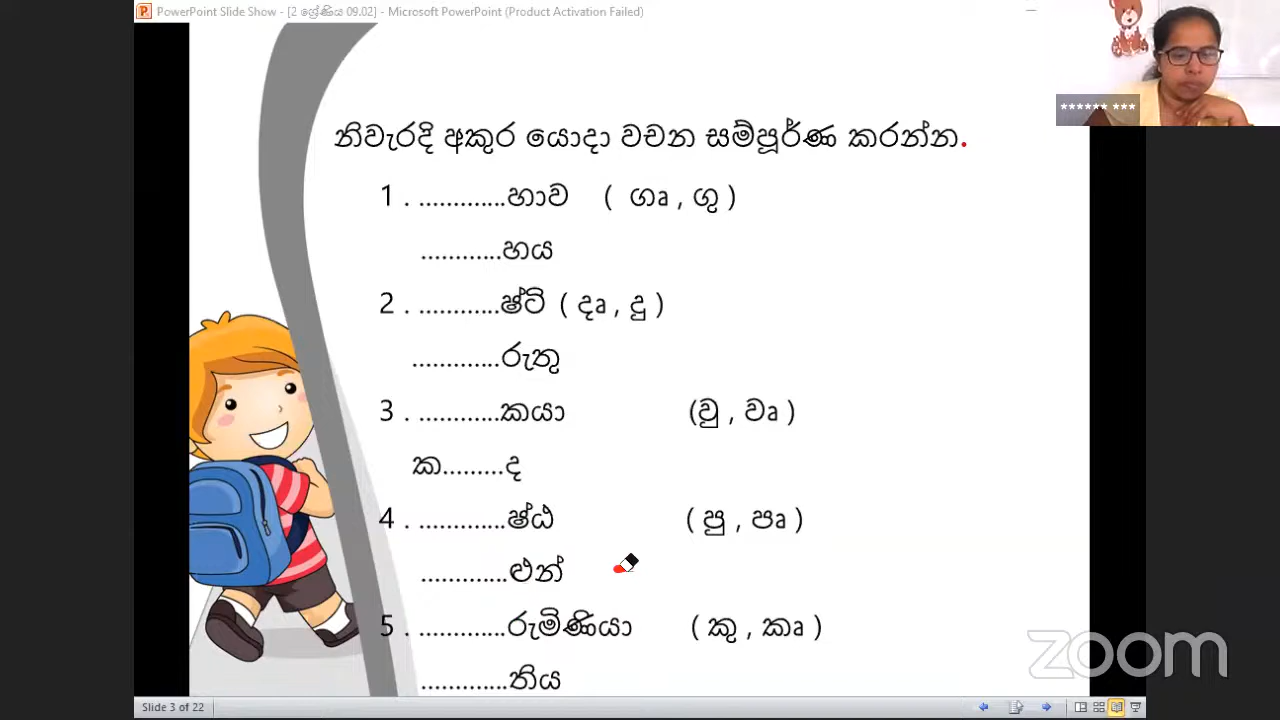 PowerPoint Slide Show - [2 ශ්‍රේණිය 09.02] - Microsoft PowerPoint (Product Activation Failed)
****** ***
නිවැරදි අකුර යොදා වචන සම්පූර්ණ කරන්න.
1 . ............හාව ( ගෘ , ගු )
............හය
2 . ............ෂ්ටි ( දෘ , දු )
............රුතු
3 . ............කයා (වු , වෘ )
ක.........ද
4 . ............ෂ්ඨ ( පු , පෘ )
............ළුන්
5 . ............රුමිණියා ( කු , කෘ )
............තිය
zoom
Slide 3 of 22